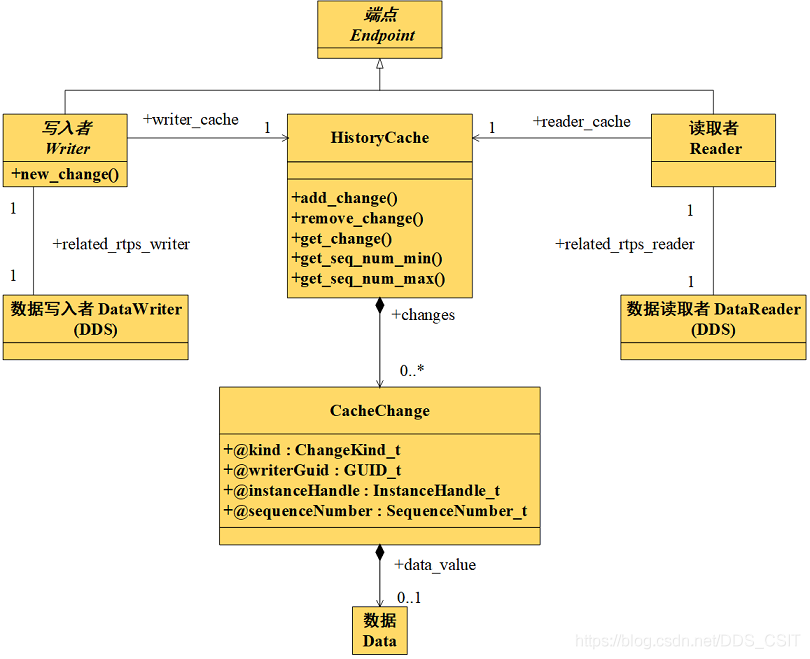 端点
Endpoint
写入者
Writer
+new_change()
+writer_cache
1
HistoryCache
+add_change()
+remove_change()
+get_change()
+get_seq_num_min()
+get_seq_num_max()
1
+reader_cache
读取者
Reader
1
+related_rtps_writer
1
数据写入者 DataWriter
(DDS)
1
+related_rtps_reader
1
数据读取者 DataReader
(DDS)
+changes
0..*
CacheChange
+@kind : ChangeKind_t
+@writerGuid : GUID_t
+@instanceHandle : InstanceHandle_t
+@sequenceNumber : SequenceNumber_t
+data_value
0..1
数据
Data
https://blog.csdn.net/DDS_CSIT